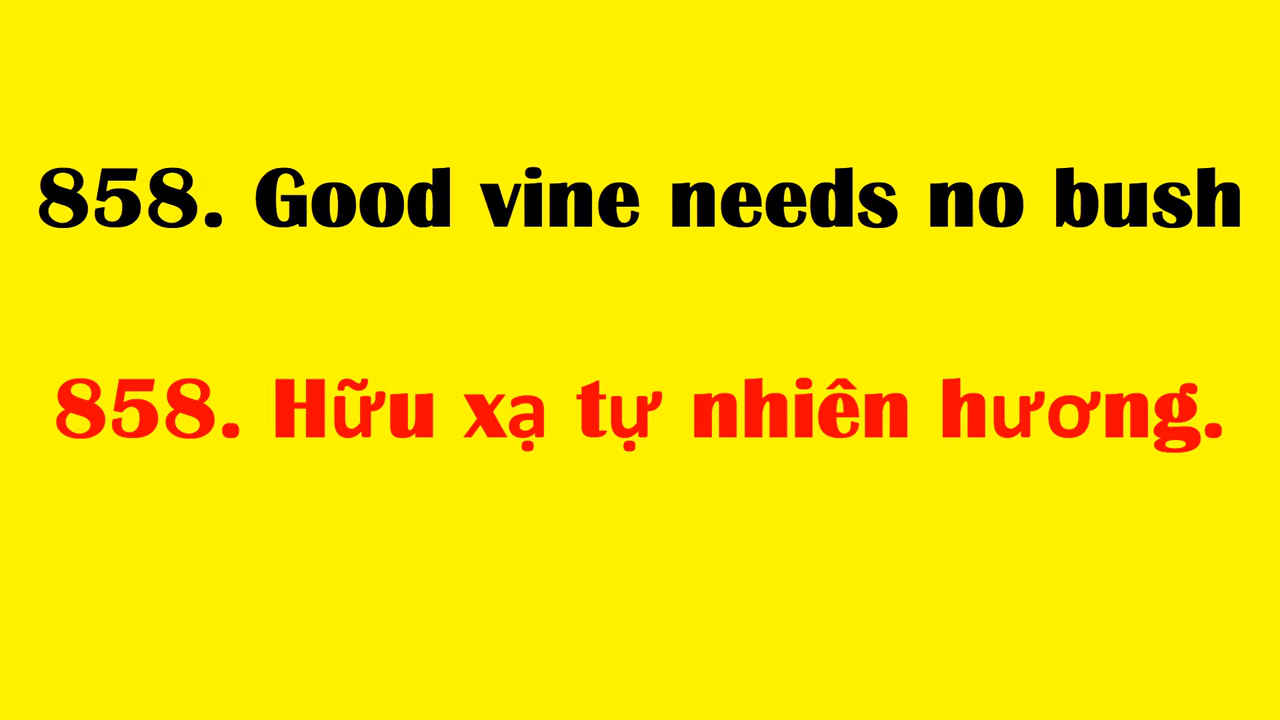 858. Good vine needs no bush
858. Hữu xạ tự nhiên hương.